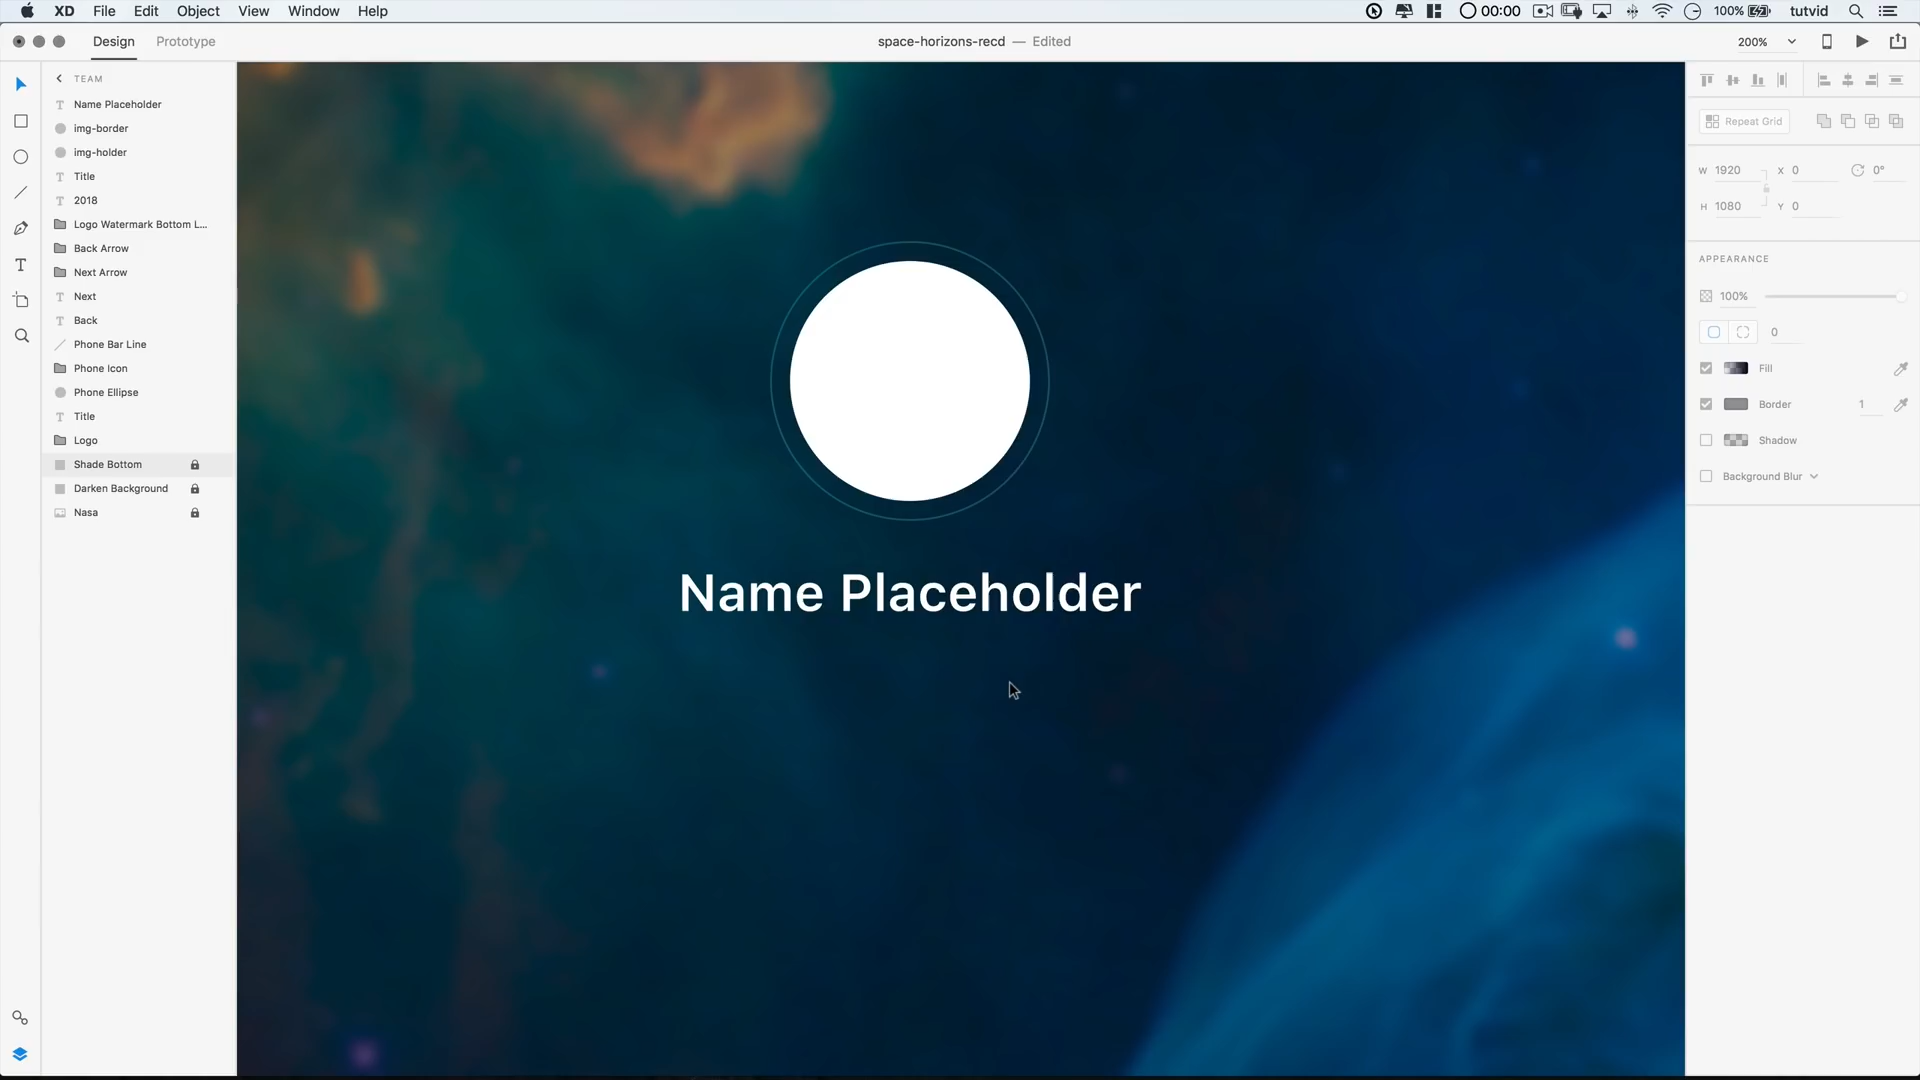 XD File Edit Object View Window Help
00:00 100% tutvid
Design Prototype
space-horizons-recd — Edited
200%
TEAM
Name Placeholder
img-border
img-holder
Title
2018
Logo Watermark Bottom L...
Back Arrow
Next Arrow
Next
Back
Phone Bar Line
Phone Icon
Phone Ellipse
Title
Logo
Shade Bottom
Darken Background
Nasa
Name Placeholder
Repeat Grid
W 1920 X 0 0°
H 1080 Y 0
APPEARANCE
100%
0
Fill
Border 1
Shadow
Background Blur